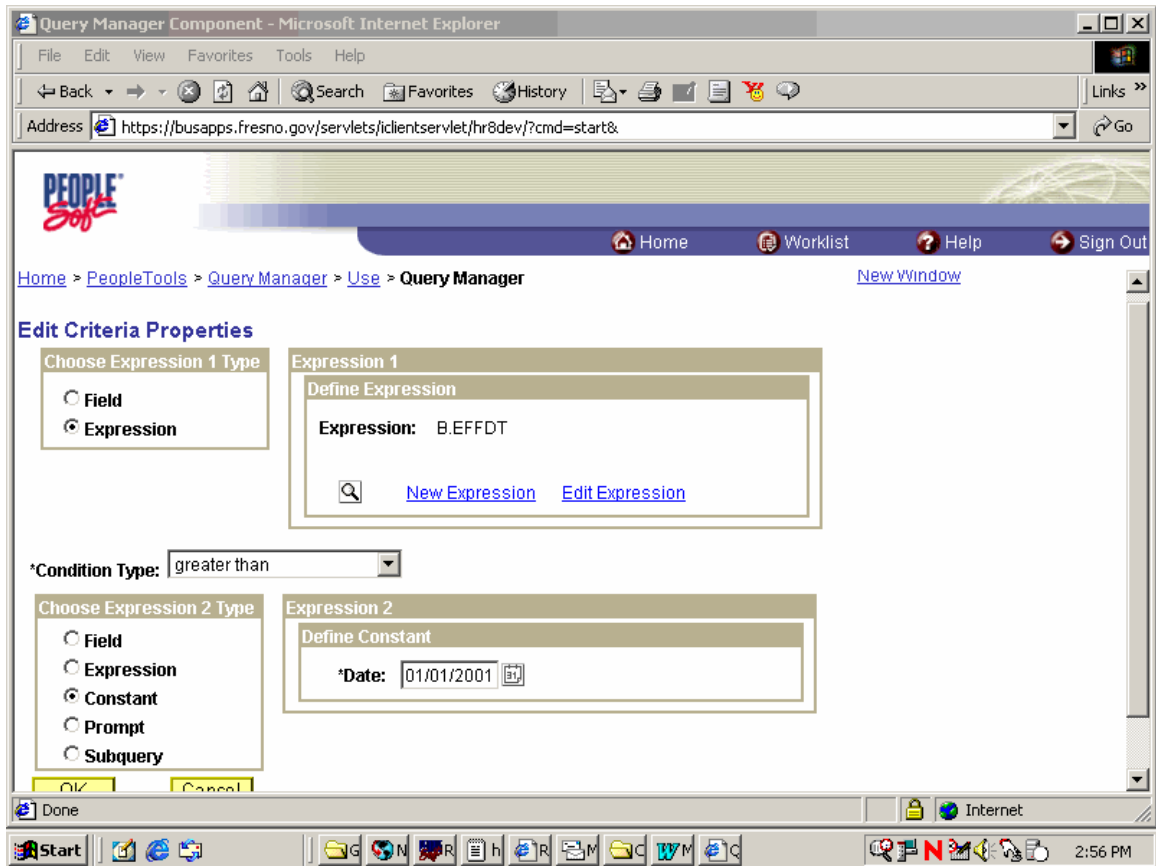 Query Manager Component - Microsoft Internet Explorer
File Edit View Favorites Tools Help
Back Search Favorites History Links »
Address https://busapps.fresno.gov/servlets/iclientservlet/hr8dev/?cmd=start& Go
PEOPLE
Soft
Home Worklist Help Sign Out
Home > PeopleTools > Query Manager > Use > Query Manager New Window
Edit Criteria Properties
Choose Expression 1 Type Expression 1
Define Expression
Field
Expression Expression: B.EFFDT
New Expression Edit Expression
*Condition Type: greater than
Choose Expression 2 Type Expression 2
Field Define Constant
Expression *Date: 01/01/2001 31
Constant
Prompt
Subquery
OK Cancel
Done Internet
Start G N R h R M C M C 2:56 PM